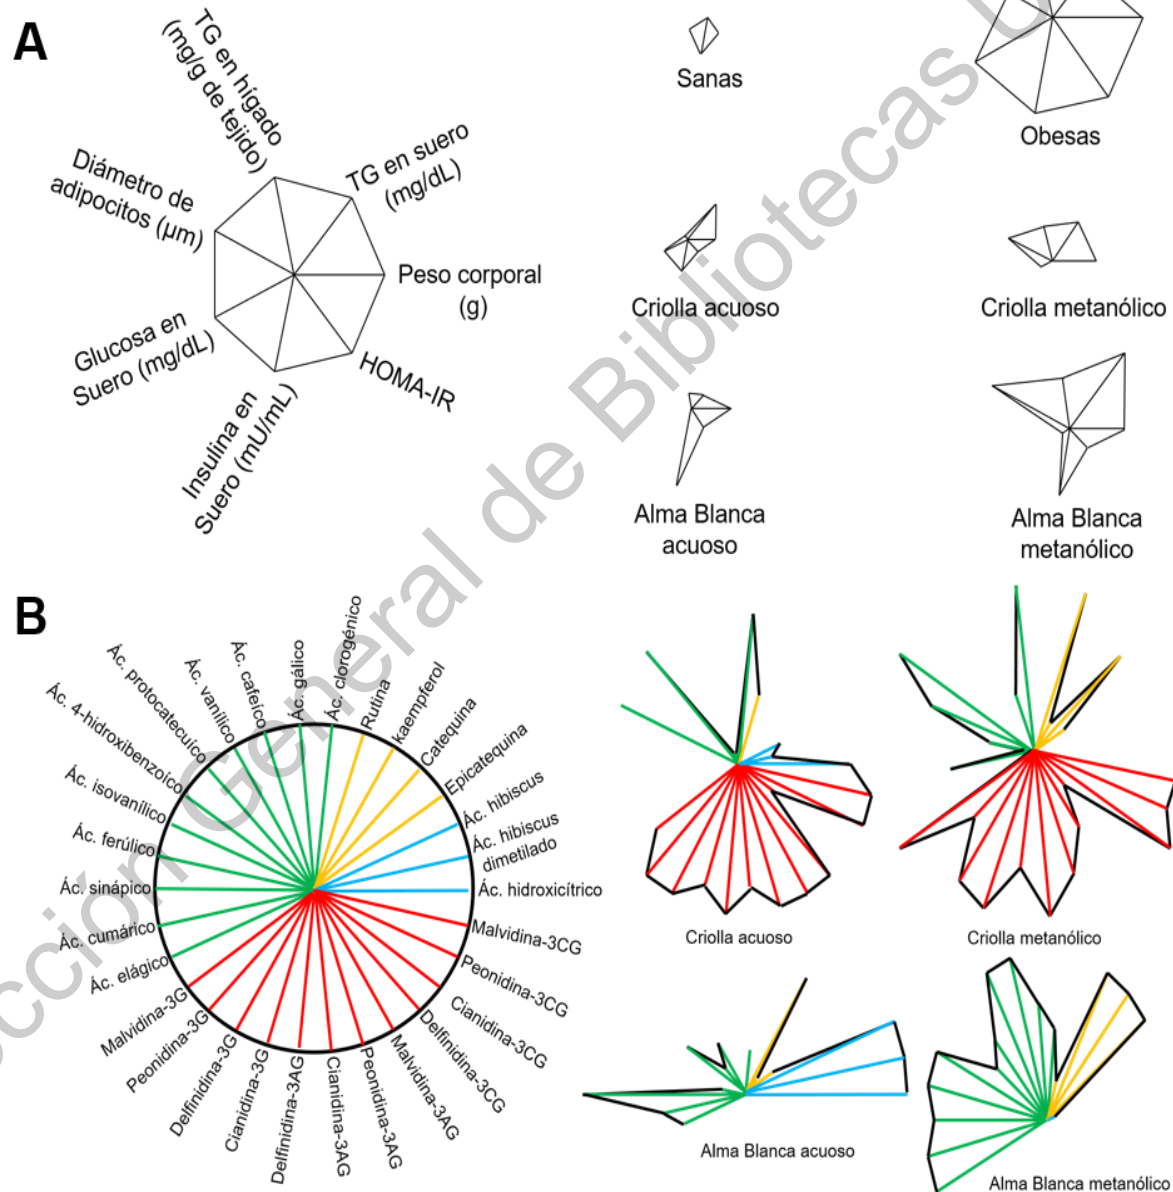 A
TG en hígado
(mg/g de tejido)
TG en suero
(mg/dL)
Diámetro de
adipocitos (µm)
Peso corporal
(g)
Glucosa en
Suero (mg/dL)
HOMA-IR
Insulina en
Suero (mU/mL)
Sanas
Obesas
Criolla acuoso
Criolla metanólico
Alma Blanca
acuoso
Alma Blanca
metanólico
B
Ác. elágico
Ác. cumárico
Ác. sinápico
Ác. ferúlico
Ác. isovanílico
Ác. 4-hidroxibenzoico
Ác. protocatecuíco
Ác. vanílico
Ác. cafeíco
Ác. gálico
Ác. clorogénico
Rutina
kaempferol
Catequina
Epicatequina
Ác. hibiscus
Ác. hibiscus
dimetilado
Ác. hidroxicítrico
Malvidina-3CG
Peonidina-3CG
Cianidina-3CG
Delfinidina-3CG
Malvidina-3AG
Peonidina-3AG
Cianidina-3AG
Delfinidina-3AG
Cianidina-3G
Delfinidina-3G
Peonidina-3G
Malvidina-3G
Criolla acuoso
Criolla metanólico
Alma Blanca acuoso
Alma Blanca metanólico
General de Bibliotecas